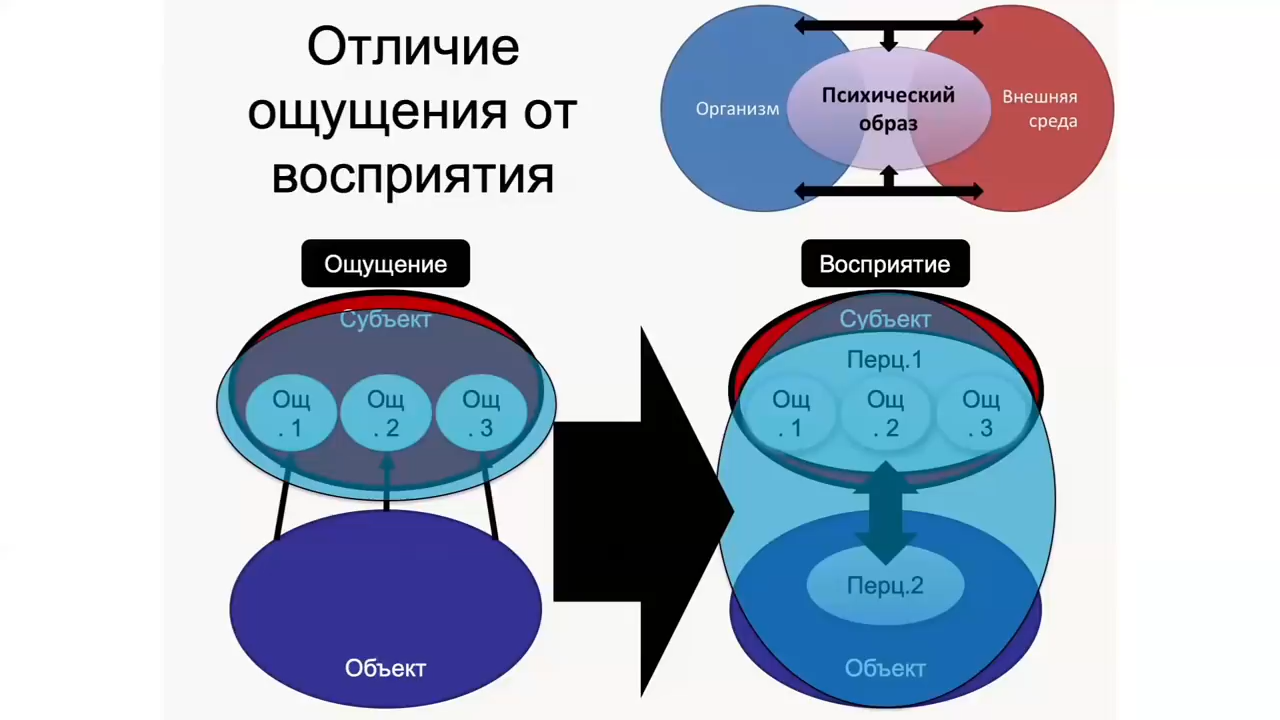 Отличие
ощущения от
восприятия
Организм
Психический
образ
Внешняя
среда
Ощущение
Субъект
Ощ
. 1
Ощ
. 2
Ощ
. 3
Объект
Восприятие
Субъект
Перц.1
Ощ
. 1
Ощ
. 2
Ощ
. 3
Перц.2
Объект